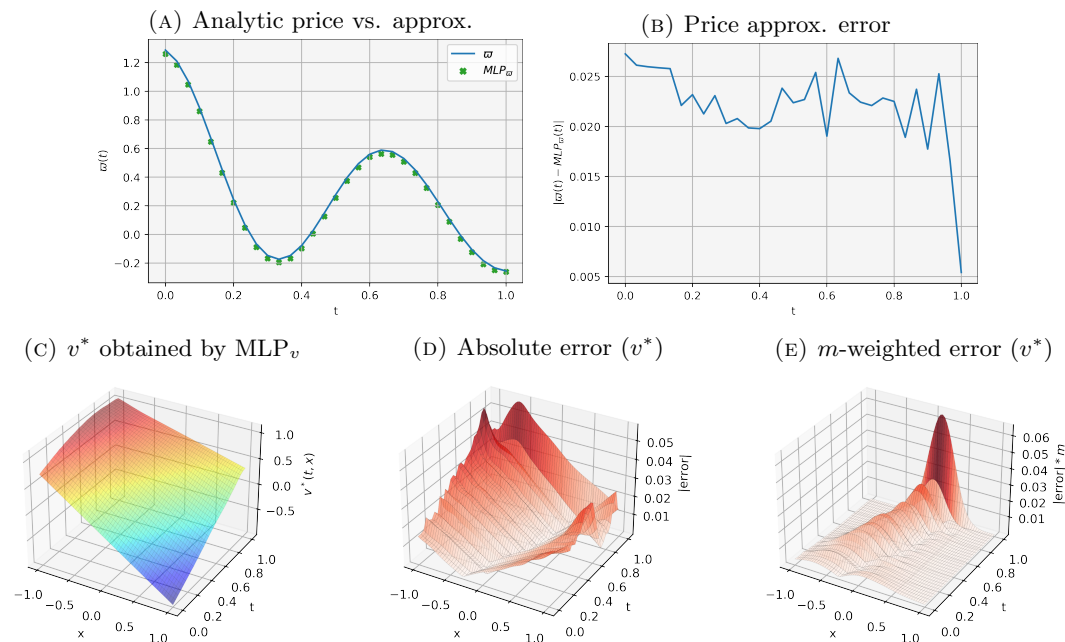 (A) Analytic price vs. approx.
(B) Price approx. error
ϖ
MLP_ϖ
1.2
1.0
0.8
0.6
0.4
0.2
0.0
−0.2
ϖ(t)
0.0 0.2 0.4 0.6 0.8 1.0
t
0.025
0.020
0.015
0.010
0.005
|ϖ(t) − MLP_ϖ(t)|
0.0 0.2 0.4 0.6 0.8 1.0
t
(C) v* obtained by MLP_v
(D) Absolute error (v*)
(E) m-weighted error (v*)
1.0
0.5
0.0
−0.5
v*(t, x)
−1.0 −0.5 0.0 0.5 1.0
x
0.0 0.2 0.4 0.6 0.8 1.0
t
0.05
0.04
0.03
0.02
0.01
|error|
−1.0 −0.5 0.0 0.5 1.0
x
0.0 0.2 0.4 0.6 0.8 1.0
t
0.06
0.05
0.04
0.03
0.02
0.01
|error| * m
−1.0 −0.5 0.0 0.5 1.0
x
0.0 0.2 0.4 0.6 0.8 1.0
t